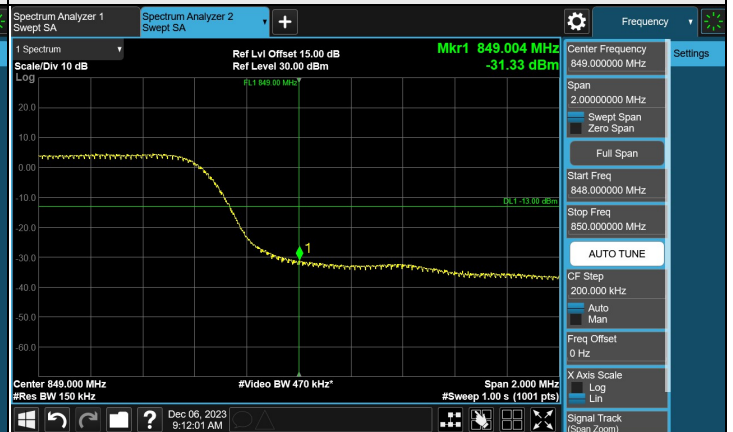 Spectrum Analyzer 1
Swept SA
Spectrum Analyzer 2
Swept SA
Frequency
1 Spectrum
Scale/Div 10 dB
Ref Lvl Offset 15.00 dB
Ref Level 30.00 dBm
Mkr1 849.004 MHz
-31.33 dBm
Log
FL1 849.00 MHz
20.0
10.0
0.00
-10.0
DL1 -13.00 dBm
-20.0
1
-30.0
-40.0
-50.0
-60.0
Center 849.000 MHz
#Video BW 470 kHz*
Span 2.000 MHz
#Res BW 150 kHz
#Sweep 1.00 s (1001 pts)
Dec 06, 2023
9:12:01 AM
Center Frequency
849.000000 MHz
Settings
Span
2.00000000 MHz
Swept Span
Zero Span
Full Span
Start Freq
848.000000 MHz
Stop Freq
850.000000 MHz
AUTO TUNE
CF Step
200.000 kHz
Auto
Man
Freq Offset
0 Hz
X Axis Scale
Log
Lin
Signal Track
(Span Zoom)